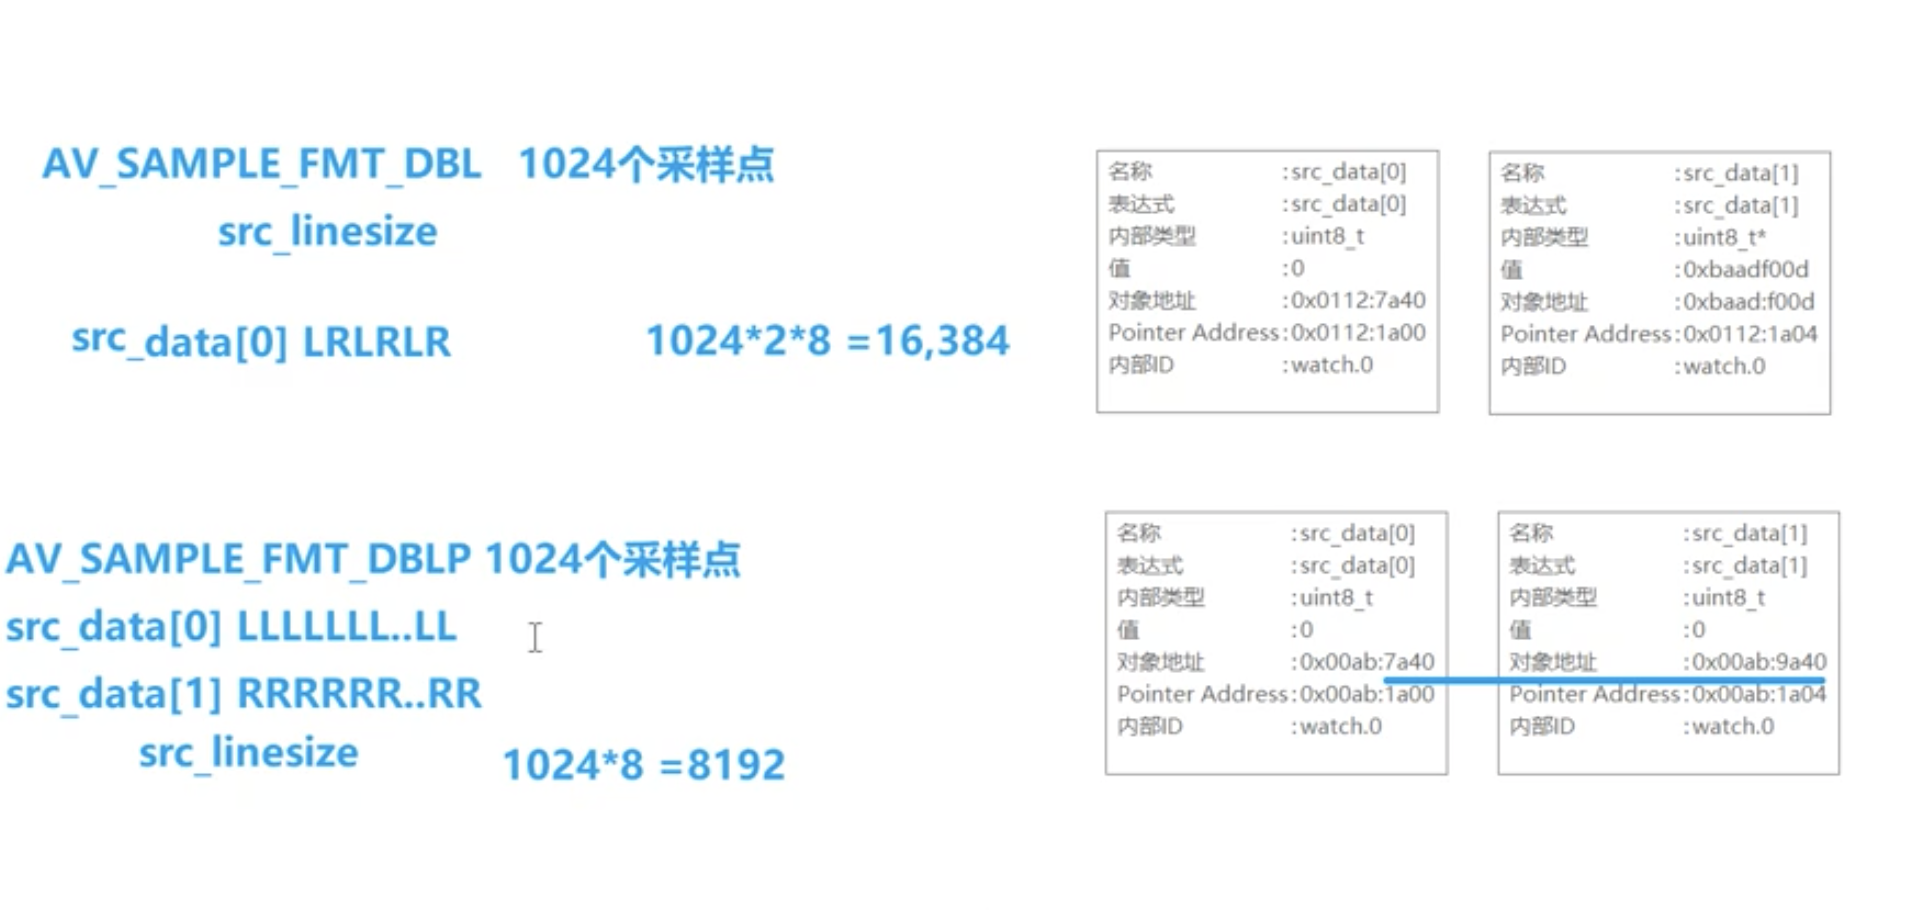 AV_SAMPLE_FMT_DBL 1024个采样点
src_linesize
src_data[0] LRLRLR 1024*2*8 =16,384
名称 :src_data[0]
表达式 :src_data[0]
内部类型 :uint8_t
值 :0
对象地址 :0x0112:7a40
Pointer Address:0x0112:1a00
内部ID :watch.0
名称 :src_data[1]
表达式 :src_data[1]
内部类型 :uint8_t*
值 :0xbaadf00d
对象地址 :0xbaad:f00d
Pointer Address:0x0112:1a04
内部ID :watch.0
AV_SAMPLE_FMT_DBLP 1024个采样点
src_data[0] LLLLLLL..LL
src_data[1] RRRRRR..RR
src_linesize 1024*8 =8192
名称 :src_data[0]
表达式 :src_data[0]
内部类型 :uint8_t
值 :0
对象地址 :0x00ab:7a40
Pointer Address:0x00ab:1a00
内部ID :watch.0
名称 :src_data[1]
表达式 :src_data[1]
内部类型 :uint8_t
值 :0
对象地址 :0x00ab:9a40
Pointer Address:0x00ab:1a04
内部ID :watch.0